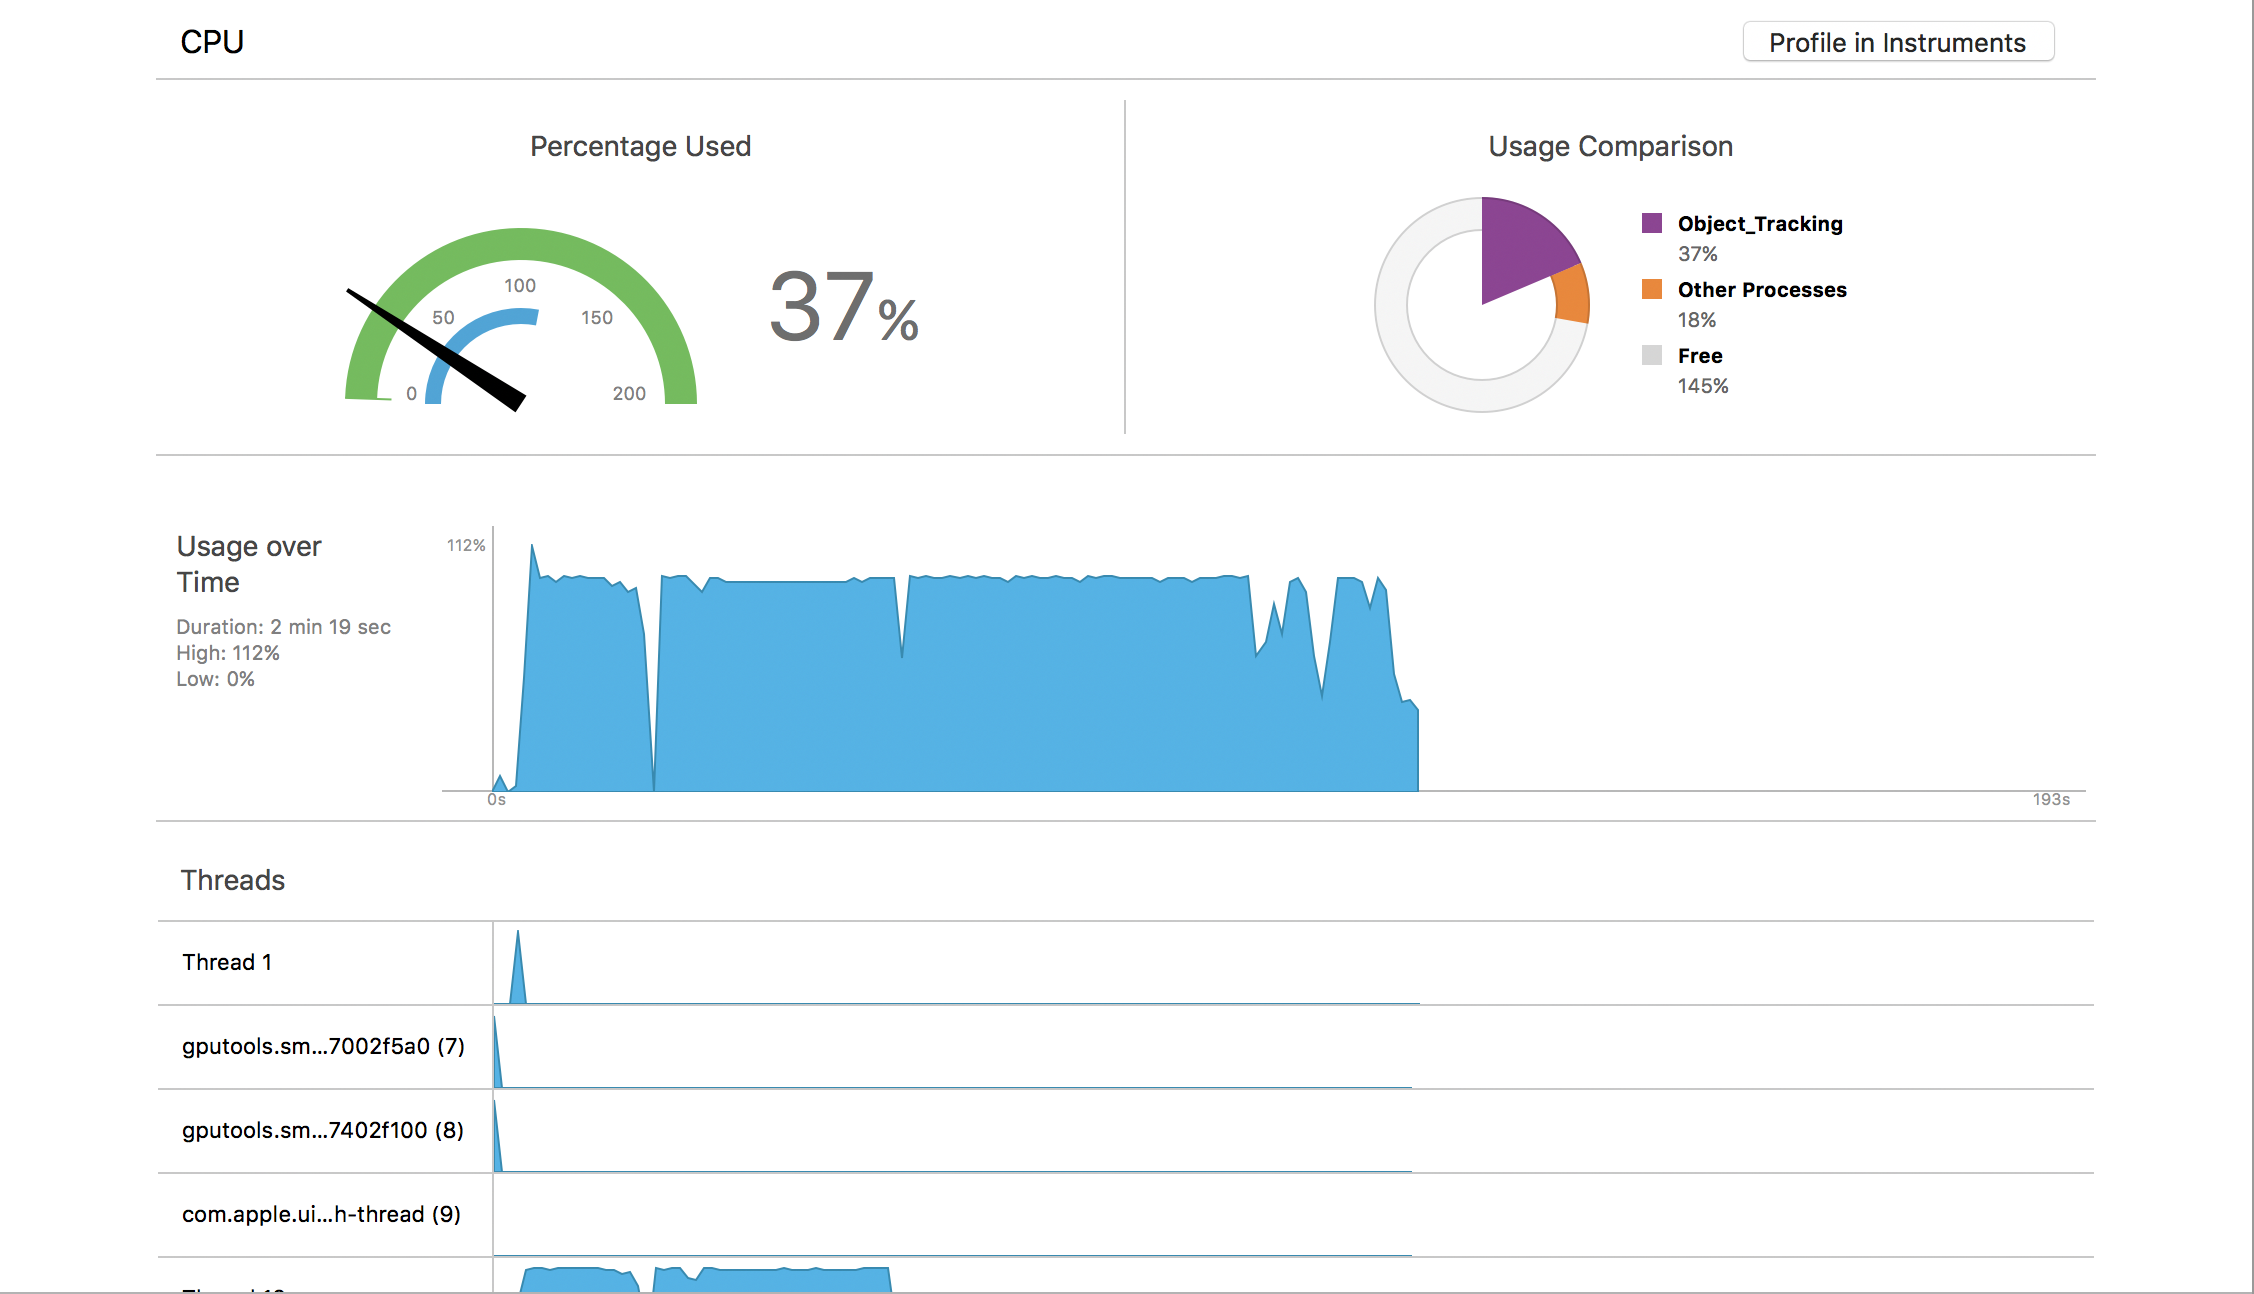 CPU
Profile in Instruments
Percentage Used
Usage Comparison
0
50
100
150
200
37%
Object_Tracking
37%
Other Processes
18%
Free
145%
Usage over
Time
Duration: 2 min 19 sec
High: 112%
Low: 0%
112%
0s
193s
Threads
Thread 1
gputools.sm...7002f5a0 (7)
gputools.sm...7402f100 (8)
com.apple.ui...h-thread (9)